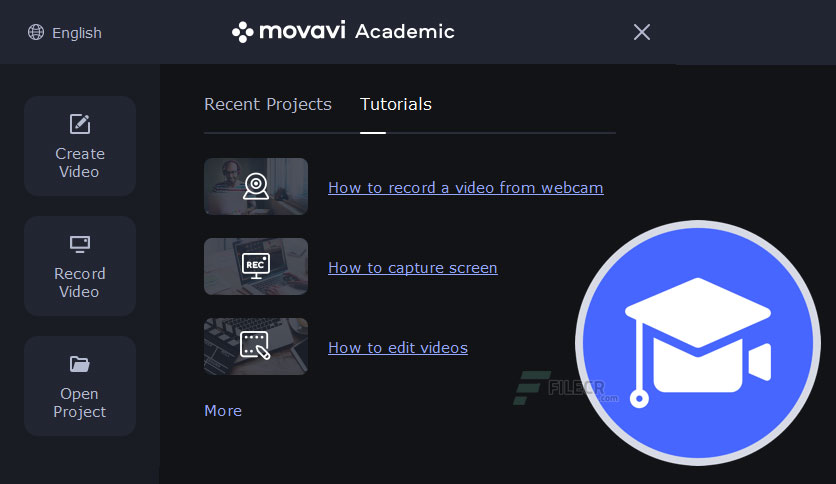 English
movavi Academic
Recent Projects
Tutorials
Create
Video
How to record a video from webcam
Record
Video
REC
How to capture screen
Open
Project
How to edit videos
FILECR
.com
More